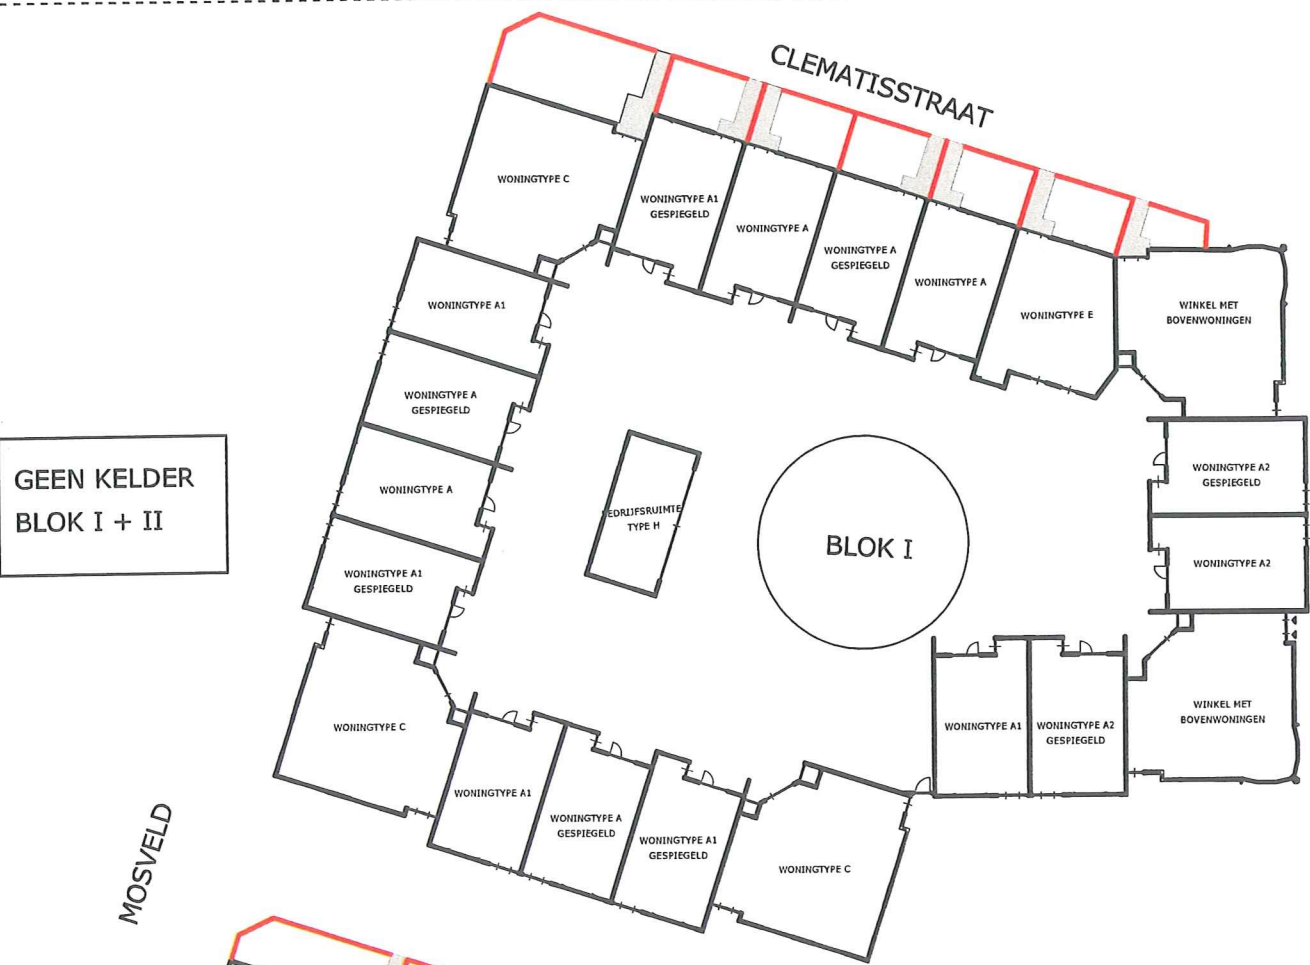 CLEMATISSTRAAT
WONINGTYPE C
WONINGTYPE A1
GESPIEGELD
WONINGTYPE A
WONINGTYPE A
GESPIEGELD
WONINGTYPE A
WONINGTYPE E
WINKEL MET
BOVENWONINGEN
WONINGTYPE A1
WONINGTYPE A
GESPIEGELD
WONINGTYPE A
WONINGTYPE A1
GESPIEGELD
GEEN KELDER
BLOK I + II
EDRIJFSRUIMTE
TYPE H
BLOK I
WONINGTYPE A2
GESPIEGELD
WONINGTYPE A2
WONINGTYPE C
WONINGTYPE A1
WONINGTYPE A
GESPIEGELD
WONINGTYPE A1
GESPIEGELD
WONINGTYPE C
WONINGTYPE A1
WONINGTYPE A2
GESPIEGELD
WINKEL MET
BOVENWONINGEN
MOSVELD